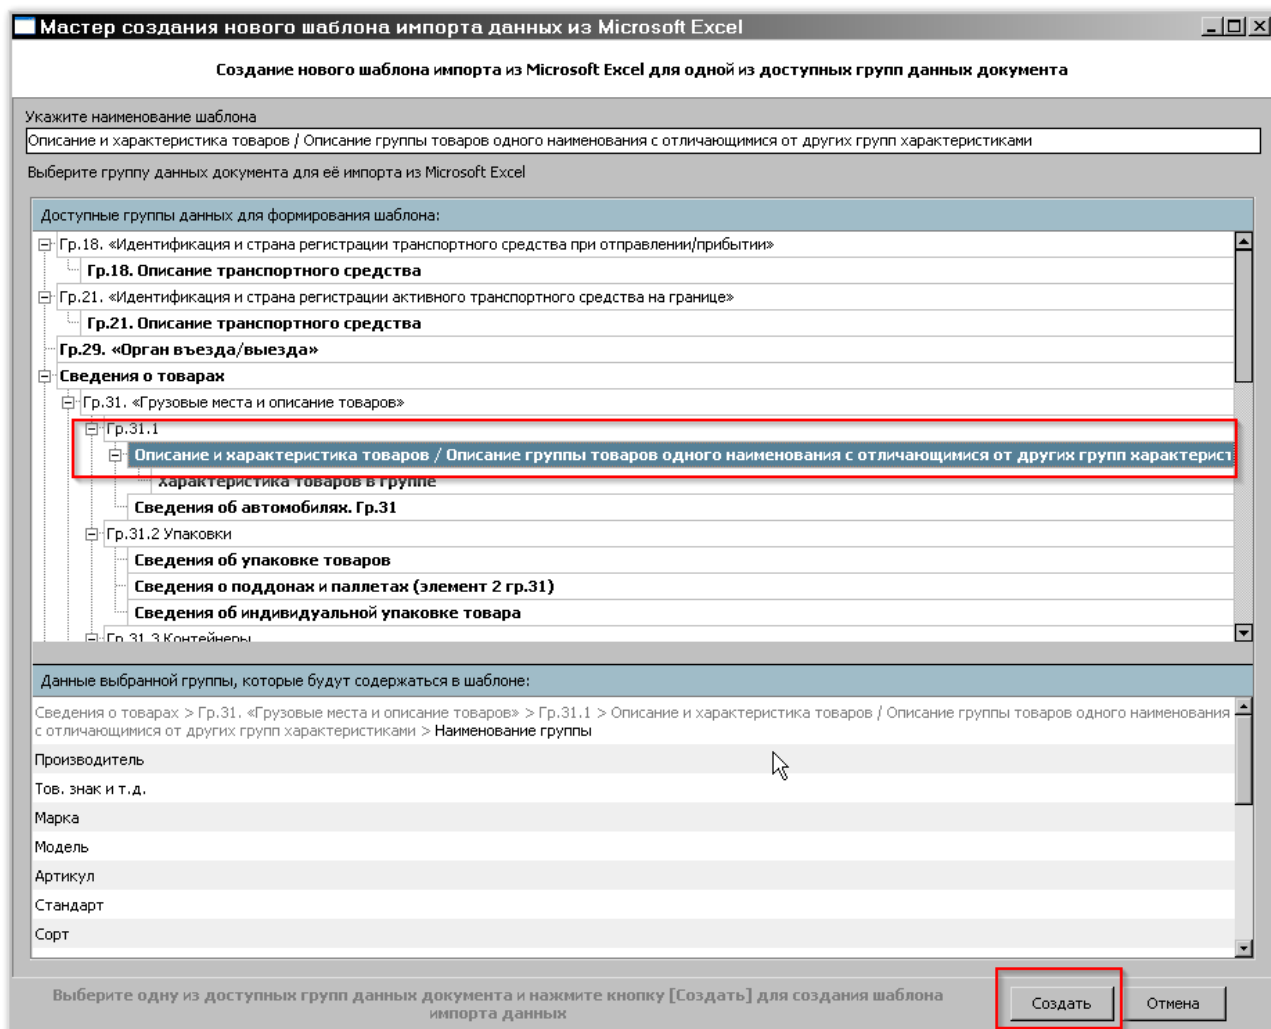 Мастер создания нового шаблона импорта данных из Microsoft Excel
Создание нового шаблона импорта из Microsoft Excel для одной из доступных групп данных документа
Укажите наименование шаблона
Описание и характеристика товаров / Описание группы товаров одного наименования с отличающимися от других групп характеристиками
Выберите группу данных документа для её импорта из Microsoft Excel
Доступные группы данных для формирования шаблона:
Гр.18. «Идентификация и страна регистрации транспортного средства при отправлении/прибытии»
Гр.18. Описание транспортного средства
Гр.21. «Идентификация и страна регистрации активного транспортного средства на границе»
Гр.21. Описание транспортного средства
Гр.29. «Орган въезда/выезда»
Сведения о товарах
Гр.31. «Грузовые места и описание товаров»
Гр.31.1
Описание и характеристика товаров / Описание группы товаров одного наименования с отличающимися от других групп характерист
Характеристика товаров в группе
Сведения об автомобилях. Гр.31
Гр.31.2 Упаковки
Сведения об упаковке товаров
Сведения о поддонах и паллетах (элемент 2 гр.31)
Сведения об индивидуальной упаковке товара
Гр.31.3 Контейнеры
Данные выбранной группы, которые будут содержаться в шаблоне:
Сведения о товарах > Гр.31. «Грузовые места и описание товаров» > Гр.31.1 > Описание и характеристика товаров / Описание группы товаров одного наименования
с отличающимися от других групп характеристиками > Наименование группы
Производитель
Тов. знак и т.д.
Марка
Модель
Артикул
Стандарт
Сорт
Выберите одну из доступных групп данных документа и нажмите кнопку [Создать] для создания шаблона
импорта данных
Создать
Отмена